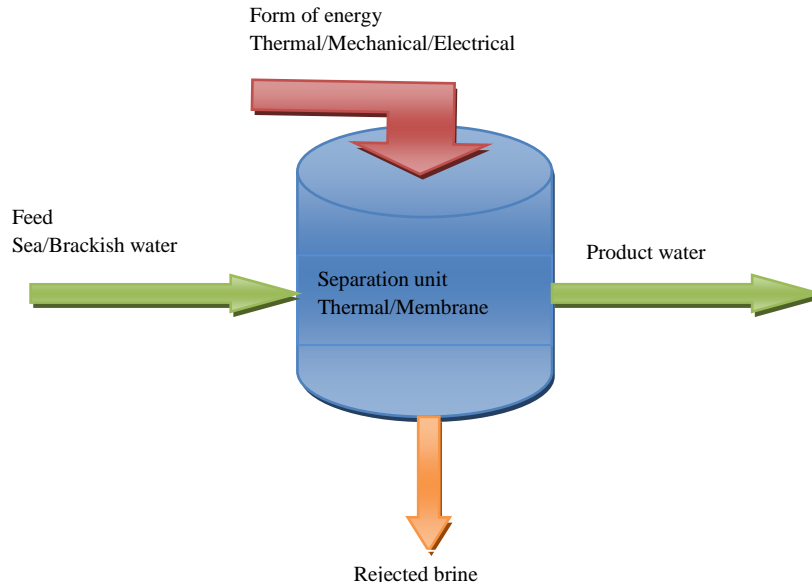 Form of energy
Thermal/Mechanical/Electrical
Feed
Sea/Brackish water
Separation unit
Thermal/Membrane
Product water
Rejected brine